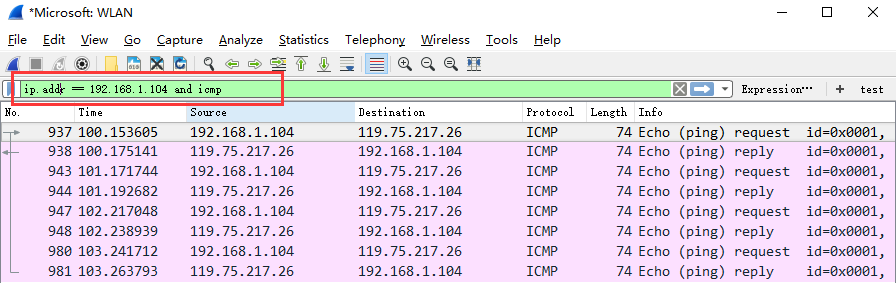 *Microsoft: WLAN
File Edit View Go Capture Analyze Statistics Telephony Wireless Tools Help
ip.addr == 192.168.1.104 and icmp Expression… + test
No. Time Source Destination Protocol Length Info
937 100.153605 192.168.1.104 119.75.217.26 ICMP 74 Echo (ping) request id=0x0001,
938 100.175141 119.75.217.26 192.168.1.104 ICMP 74 Echo (ping) reply id=0x0001,
943 101.171744 192.168.1.104 119.75.217.26 ICMP 74 Echo (ping) request id=0x0001,
944 101.192682 119.75.217.26 192.168.1.104 ICMP 74 Echo (ping) reply id=0x0001,
947 102.217048 192.168.1.104 119.75.217.26 ICMP 74 Echo (ping) request id=0x0001,
948 102.238939 119.75.217.26 192.168.1.104 ICMP 74 Echo (ping) reply id=0x0001,
980 103.241712 192.168.1.104 119.75.217.26 ICMP 74 Echo (ping) request id=0x0001,
981 103.263793 119.75.217.26 192.168.1.104 ICMP 74 Echo (ping) reply id=0x0001,